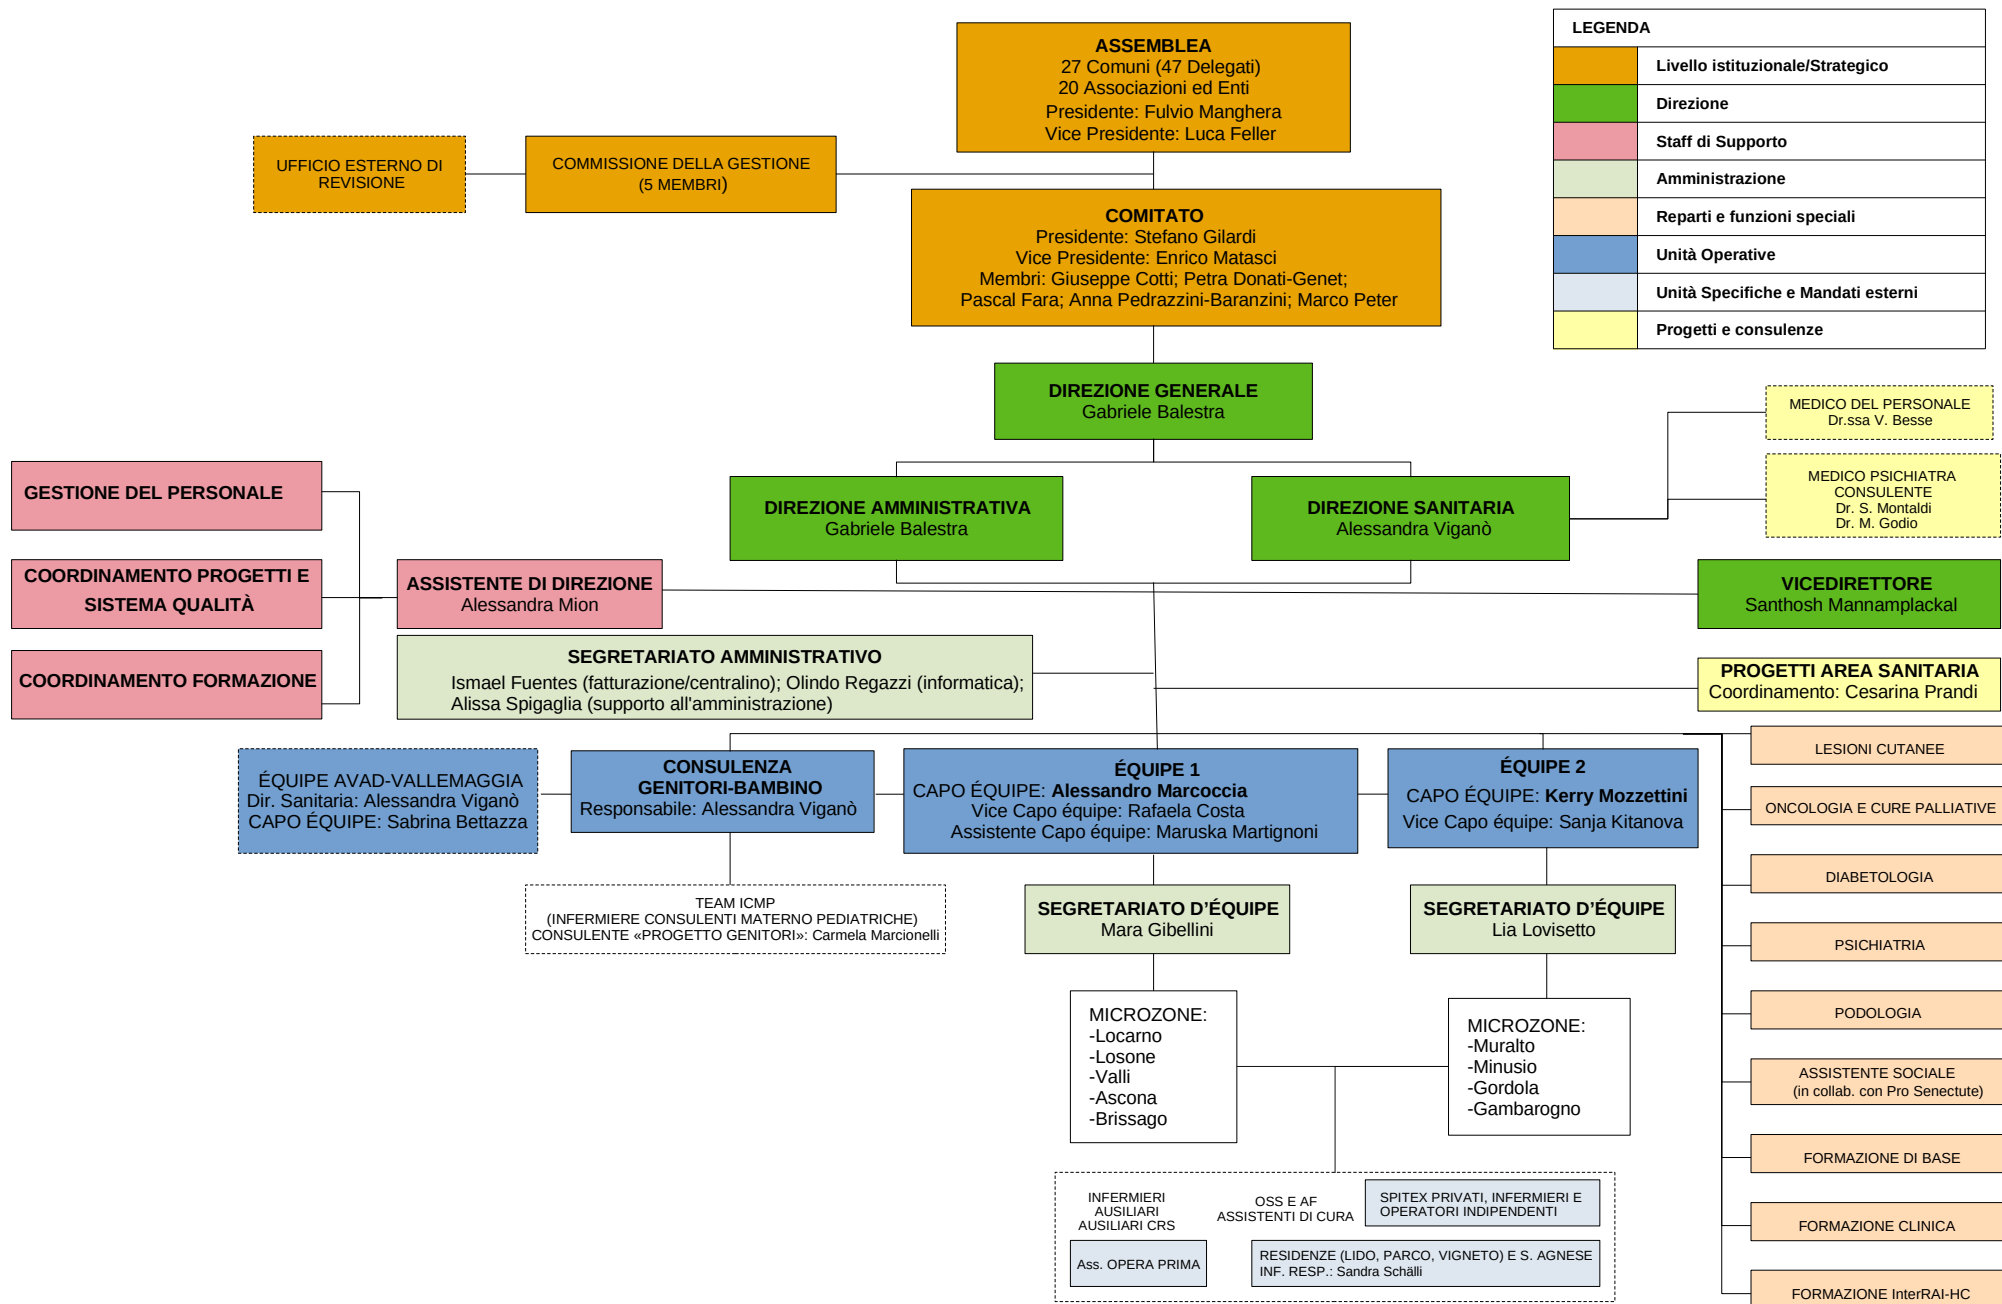 ASSEMBLEA
27 Comuni (47 Delegati)
20 Associazioni ed Enti
Presidente: Fulvio Manghera
Vice Presidente: Luca Feller
LEGENDA
Livello istituzionale/Strategico
Direzione
Staff di Supporto
Amministrazione
Reparti e funzioni speciali
Unità Operative
Unità Specifiche e Mandati esterni
Progetti e consulenze
UFFICIO ESTERNO DI
REVISIONE
COMMISSIONE DELLA GESTIONE
(5 MEMBRI)
COMITATO
Presidente: Stefano Gilardi
Vice Presidente: Enrico Matasci
Membri: Giuseppe Cotti; Petra Donati-Genet;
Pascal Fara; Anna Pedrazzini-Baranzini; Marco Peter
DIREZIONE GENERALE
Gabriele Balestra
MEDICO DEL PERSONALE
Dr.ssa V. Besse
MEDICO PSICHIATRA
CONSULENTE
Dr. S. Montaldi
Dr. M. Godio
GESTIONE DEL PERSONALE
DIREZIONE AMMINISTRATIVA
Gabriele Balestra
DIREZIONE SANITARIA
Alessandra Viganò
COORDINAMENTO PROGETTI E
SISTEMA QUALITÀ
ASSISTENTE DI DIREZIONE
Alessandra Mion
VICEDIRETTORE
Santhosh Mannamplackal
COORDINAMENTO FORMAZIONE
SEGRETARIATO AMMINISTRATIVO
Ismael Fuentes (fatturazione/centralino); Olindo Regazzi (informatica);
Alissa Spigaglia (supporto all'amministrazione)
PROGETTI AREA SANITARIA
Coordinamento: Cesarina Prandi
ÉQUIPE AVAD-VALLEMAGGIA
Dir. Sanitaria: Alessandra Viganò
CAPO ÉQUIPE: Sabrina Bettazza
CONSULENZA
GENITORI-BAMBINO
Responsabile: Alessandra Viganò
ÉQUIPE 1
CAPO ÉQUIPE: Alessandro Marcoccia
Vice Capo équipe: Rafaela Costa
Assistente Capo équipe: Maruska Martignoni
ÉQUIPE 2
CAPO ÉQUIPE: Kerry Mozzettini
Vice Capo équipe: Sanja Kitanova
LESIONI CUTANEE
ONCOLOGIA E CURE PALLIATIVE
DIABETOLOGIA
PSICHIATRIA
PODOLOGIA
ASSISTENTE SOCIALE
(in collab. con Pro Senectute)
FORMAZIONE DI BASE
FORMAZIONE CLINICA
FORMAZIONE InterRAI-HC
TEAM ICMP
(INFERMIERE CONSULENTI MATERNO PEDIATRICHE)
CONSULENTE «PROGETTO GENITORI»: Carmela Marcionelli
SEGRETARIATO D’ÉQUIPE
Mara Gibellini
SEGRETARIATO D’ÉQUIPE
Lia Lovisetto
MICROZONE:
-Locarno
-Losone
-Valli
-Ascona
-Brissago
MICROZONE:
-Muralto
-Minusio
-Gordola
-Gambarogno
INFERMIERI
AUSILIARI
AUSILIARI CRS
OSS E AF
ASSISTENTI DI CURA
SPITEX PRIVATI, INFERMIERI E
OPERATORI INDIPENDENTI
Ass. OPERA PRIMA
RESIDENZE (LIDO, PARCO, VIGNETO) E S. AGNESE
INF. RESP.: Sandra Schälli